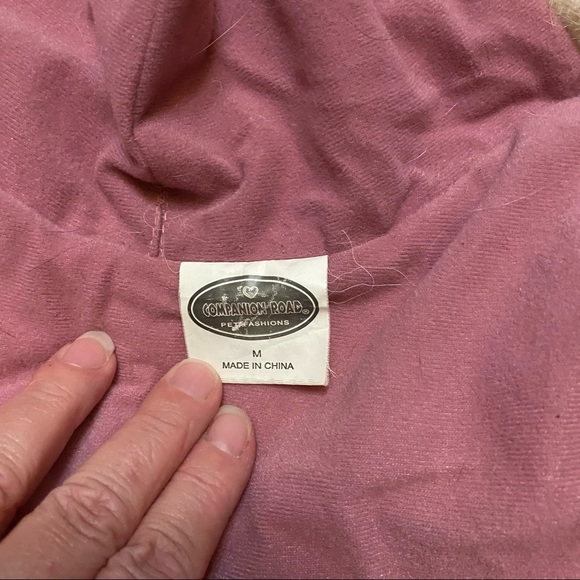 COMPANION ROAD®
PET FASHIONS
M
MADE IN CHINA